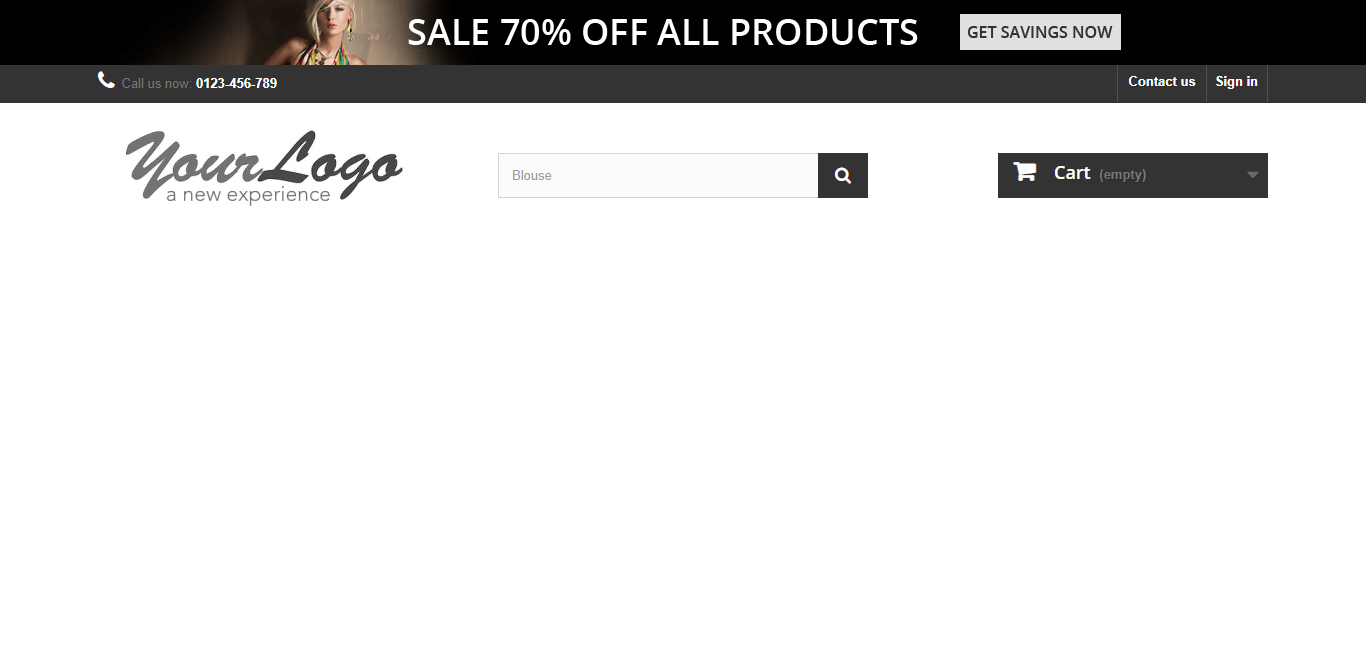 SALE 70% OFF ALL PRODUCTS
GET SAVINGS NOW
Call us now: 0123-456-789
Contact us
Sign in
YourLogo
a new experience
Blouse
Cart (empty)